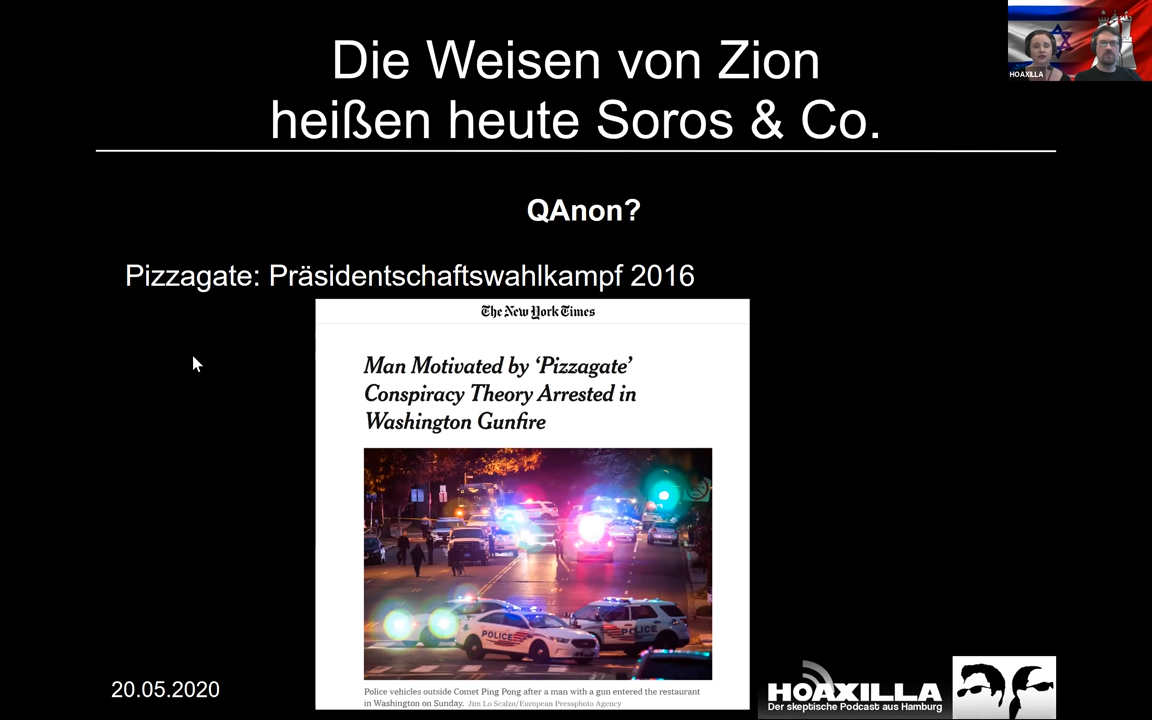 Die Weisen von Zion
heißen heute Soros & Co.
HOAXILLA
QAnon?
Pizzagate: Präsidentschaftswahlkampf 2016
The New York Times
Man Motivated by ‘Pizzagate’
Conspiracy Theory Arrested in
Washington Gunfire
POLICE
POLICE
Police vehicles outside Comet Ping Pong after a man with a gun entered the restaurant
in Washington on Sunday. Jim Lo Scalzo/European Pressphoto Agency
20.05.2020
HOAXILLA
Der skeptische Podcast aus Hamburg